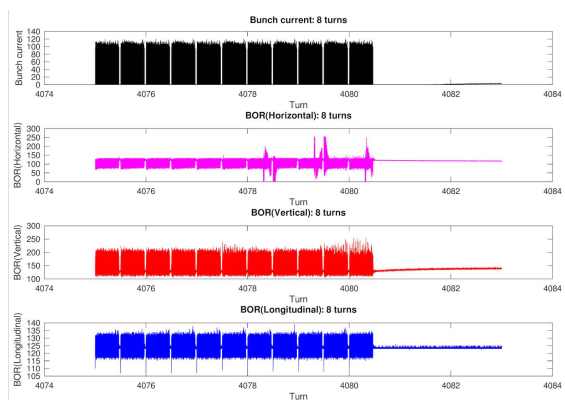 Bunch current: 8 turns
140
120
100
80
60
40
20
0
Bunch current
4074 4076 4078 4080 4082 4084
Turn
BOR(Horizontal): 8 turns
300
250
200
150
100
50
0
BOR(Horizontal)
4074 4076 4078 4080 4082 4084
Turn
BOR(Vertical): 8 turns
300
250
200
150
100
BOR(Vertical)
4074 4076 4078 4080 4082 4084
Turn
BOR(Longitudinal): 8 turns
140
135
130
125
120
115
110
105
BOR(Longitudinal)
4074 4076 4078 4080 4082 4084
Turn